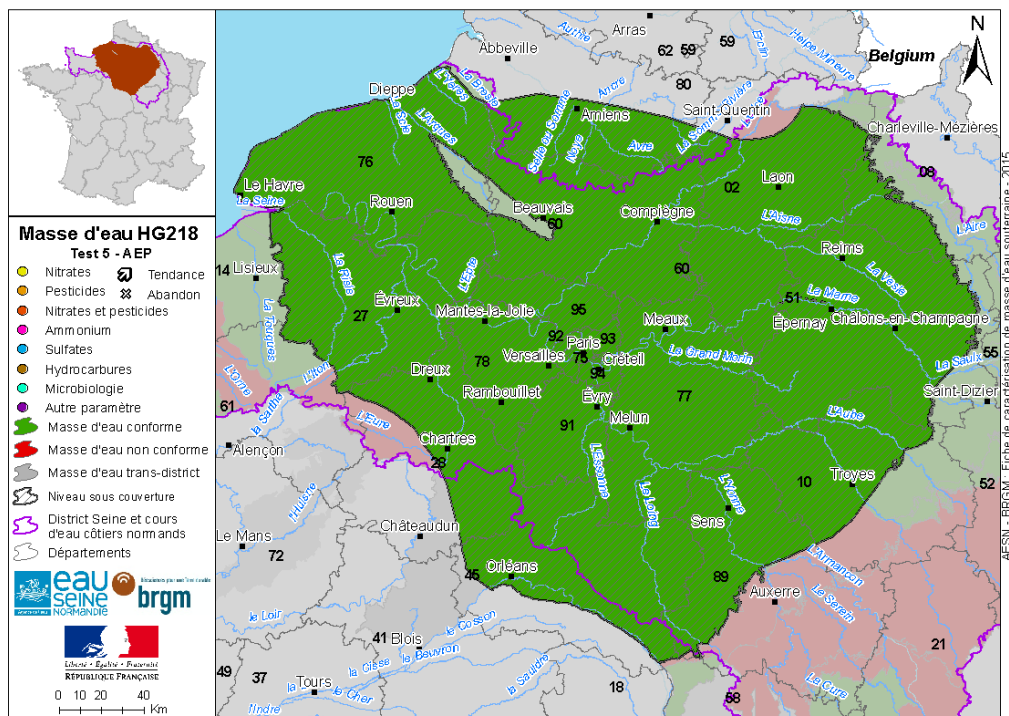 Masse d'eau HG218
Test 5 - AEP
Nitrates
Pesticides
Nitrates et pesticides
Ammonium
Sulfates
Hydrocarbures
Microbiologie
Autre paramètre
Tendance
Abandon
Masse d'eau conforme
Masse d'eau non conforme
Masse d'eau trans-district
Niveau sous couverture
District Seine et cours
d'eau côtiers normands
Départements
eau
SEINE
NORMANDIE
brgm
Liberté • Égalité • Fraternité
RÉPUBLIQUE FRANÇAISE
0 10 20 40
Km
N
Belgium
Arras
Abbeville
62
59
59
80
Authie
Ancre
Erclin
Helpe Mineure
Dieppe
L'Yères
La Bresle
La Scie
L'Aulgues
Amiens
Selle ou Somme
Noye
Avre
Saint-Quentin
Charleville-Mézières
08
76
Le Havre
La Seine
Rouen
Beauvais
60
Compiègne
02
Laon
L'Aisne
L'Aire
14
Lisieux
La Touques
La Risle
L'Epte
60
Reims
La Vesle
Évreux
27
Mantes-la-Jolie
95
Meaux
51
La Marne
Épernay
Châlons-en-Champagne
92
93
Paris
75
Versailles
Créteil
94
78
Le Grand Morin
La Saulx
55
Saint-Dizier
Dreux
Rambouillet
Évry
77
L'Orne
61
L'Iton
La Sarthe
L'Eure
Melun
91
L'Aube
Alençon
Chartres
28
L'Essonne
Le Loing
L'Yonne
10
Troyes
52
l'Huisne
Le Mans
72
Châteaudun
Sens
Orléans
45
89
L'Armançon
Auxerre
Le Serein
21
le Loir
41
Blois
le Cosson
le Beuvron
la Cisse
49
37
Tours
le Cher
l'Indre
la Sauldre
18
58
La Cure
AESN - BRGM : Fiche de caractérisation de masse d'eau souterraine - 2015